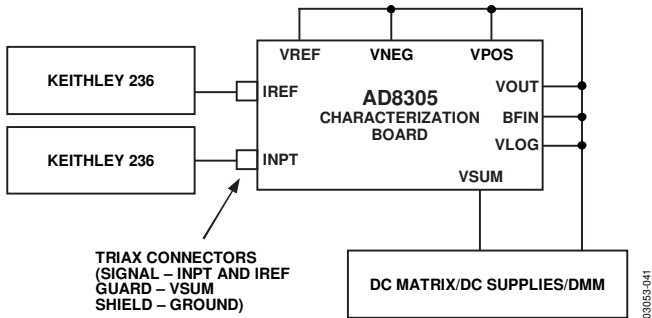 VREF VNEG VPOS
KEITHLEY 236
IREF
AD8305
CHARACTERIZATION
BOARD
VOUT
BFIN
VLOG
KEITHLEY 236
INPT
VSUM
TRIAX CONNECTORS
(SIGNAL – INPT AND IREF
GUARD – VSUM
SHIELD – GROUND)
DC MATRIX/DC SUPPLIES/DMM
03053-041